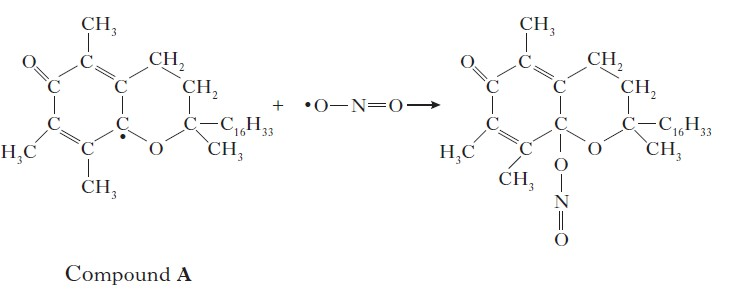 CH₃ CH₃
O C CH₂ O C CH₂
C C CH₂ C C CH₂
+ •O—N=O
C C C—C₁₆H₃₃ C C C—C₁₆H₃₃
H₃C C O CH₃ H₃C C O CH₃
CH₃ CH₃ O
N
O
Compound A